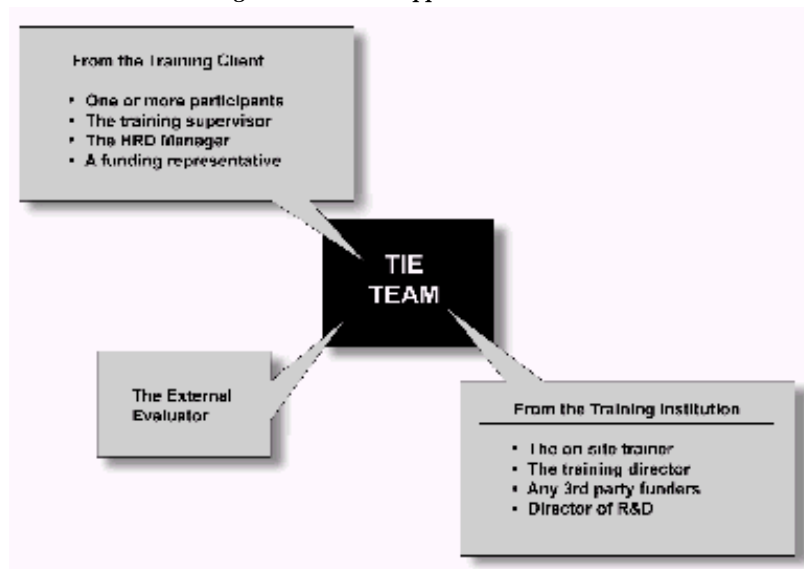 From the Training Client
• One or more participants
• The training supervisor
• The HRD Manager
• A funding representative
TIE
TEAM
The External
Evaluator
From the Training Institution
• The on site trainer
• The training director
• Any 3rd party funders
• Director of R&D